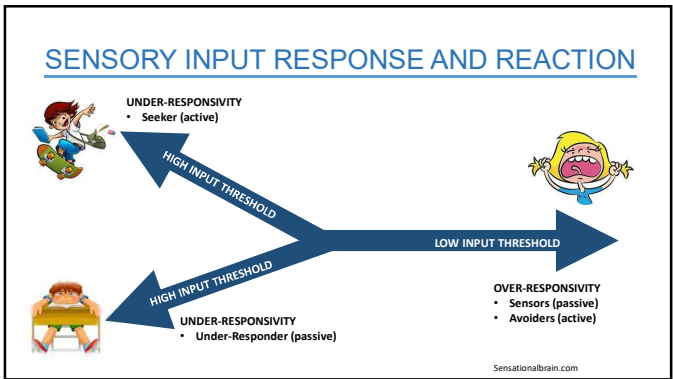 SENSORY INPUT RESPONSE AND REACTION
UNDER-RESPONSIVITY
• Seeker (active)
HIGH INPUT THRESHOLD
LOW INPUT THRESHOLD
HIGH INPUT THRESHOLD
UNDER-RESPONSIVITY
• Under-Responder (passive)
OVER-RESPONSIVITY
• Sensors (passive)
• Avoiders (active)
Sensationalbrain.com